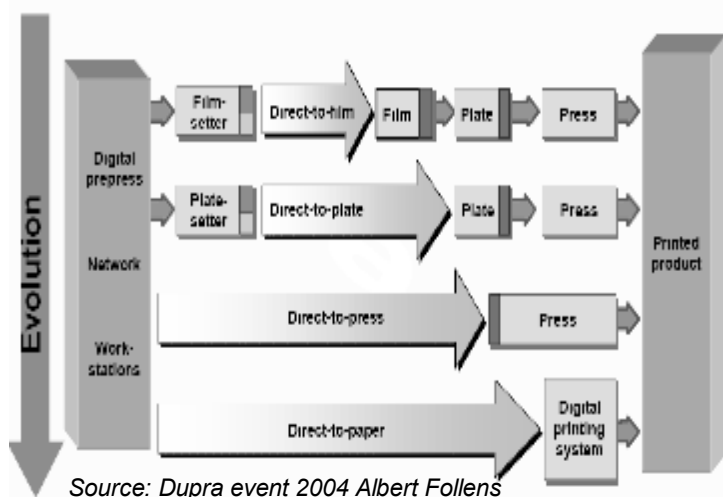 Evolution
Digital
prepress
Network
Work-
stations
Film-
setter
Direct-to-film
Film
Plate
Press
Plate-
setter
Direct-to-plate
Plate
Press
Direct-to-press
Press
Direct-to-paper
Digital
printing
system
Printed
product
Source: Dupra event 2004 Albert Follens